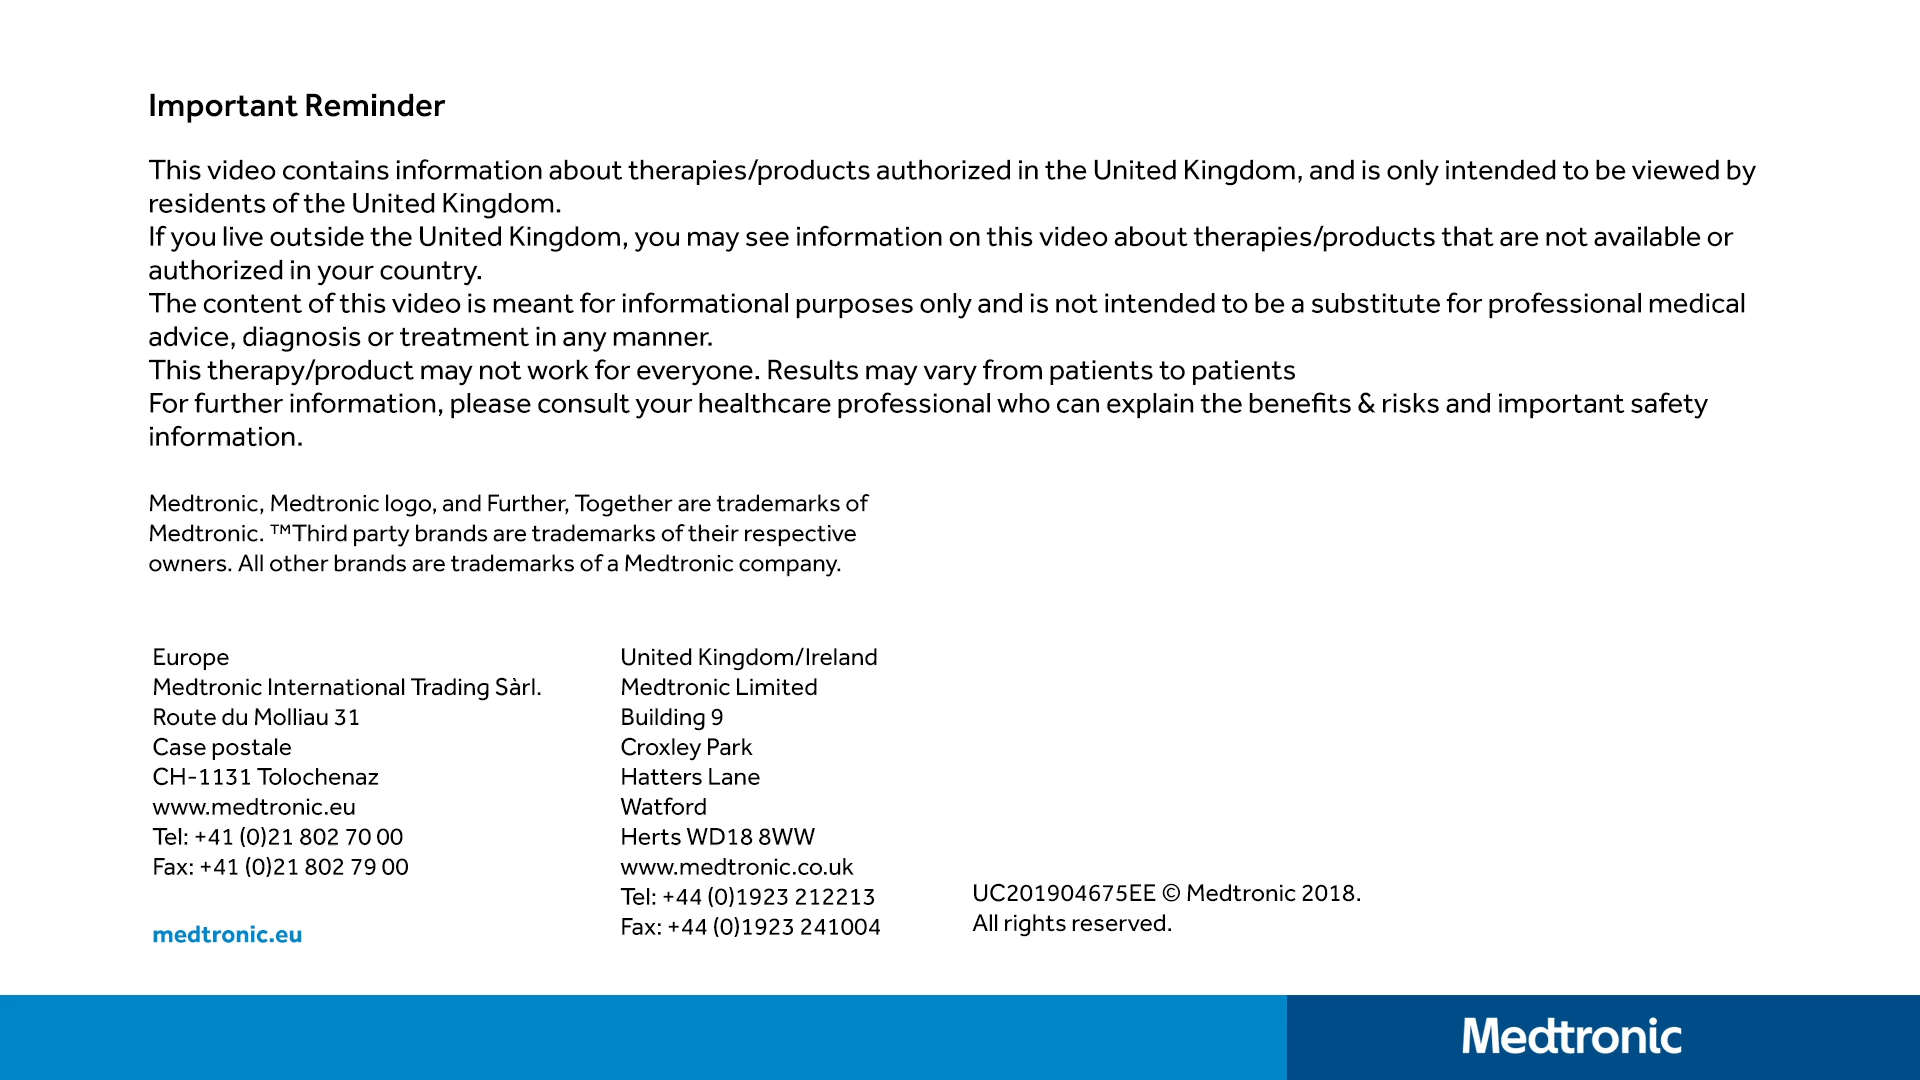 Important Reminder
This video contains information about therapies/products authorized in the United Kingdom, and is only intended to be viewed by
residents of the United Kingdom.
If you live outside the United Kingdom, you may see information on this video about therapies/products that are not available or
authorized in your country.
The content of this video is meant for informational purposes only and is not intended to be a substitute for professional medical
advice, diagnosis or treatment in any manner.
This therapy/product may not work for everyone. Results may vary from patients to patients
For further information, please consult your healthcare professional who can explain the benefits & risks and important safety
information.
Medtronic, Medtronic logo, and Further, Together are trademarks of
Medtronic. ™Third party brands are trademarks of their respective
owners. All other brands are trademarks of a Medtronic company.
Europe
Medtronic International Trading Sàrl.
Route du Molliau 31
Case postale
CH-1131 Tolochenaz
www.medtronic.eu
Tel: +41 (0)21 802 70 00
Fax: +41 (0)21 802 79 00
medtronic.eu
United Kingdom/Ireland
Medtronic Limited
Building 9
Croxley Park
Hatters Lane
Watford
Herts WD18 8WW
www.medtronic.co.uk
Tel: +44 (0)1923 212213
Fax: +44 (0)1923 241004
UC201904675EE © Medtronic 2018.
All rights reserved.
Medtronic